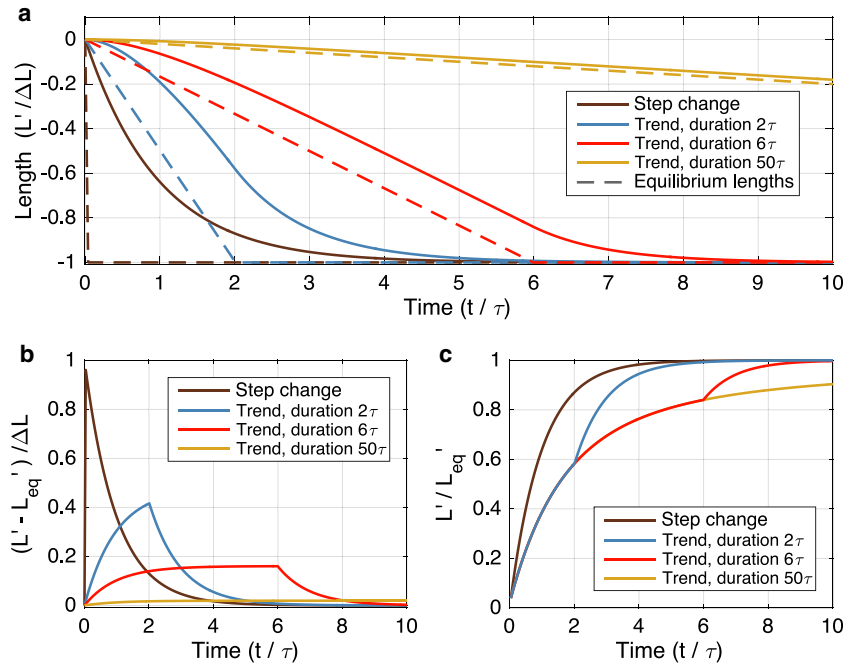 a
0
-0.2
-0.4
-0.6
-0.8
-1
Length (L' /ΔL)
Step change
Trend, duration 2τ
Trend, duration 6τ
Trend, duration 50τ
Equilibrium lengths
0 1 2 3 4 5 6 7 8 9 10
Time (t / τ)
b
1
0.8
0.6
0.4
0.2
0
(L' - L_eq' ) /ΔL
Step change
Trend, duration 2τ
Trend, duration 6τ
Trend, duration 50τ
0 2 4 6 8 10
Time (t / τ)
c
1
0.8
0.6
0.4
0.2
0
L' / L_eq'
Step change
Trend, duration 2τ
Trend, duration 6τ
Trend, duration 50τ
0 2 4 6 8 10
Time (t / τ)